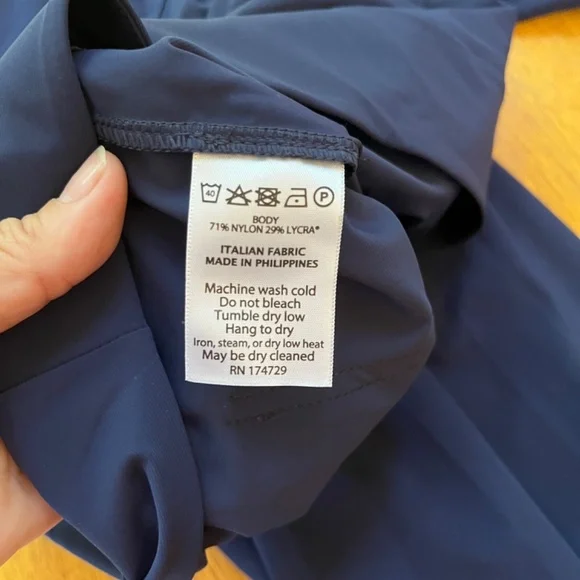 40 P
BODY
71% NYLON 29% LYCRA®
ITALIAN FABRIC
MADE IN PHILIPPINES
Machine wash cold
Do not bleach
Tumble dry low
Hang to dry
Iron, steam, or dry low heat
May be dry cleaned
RN 174729